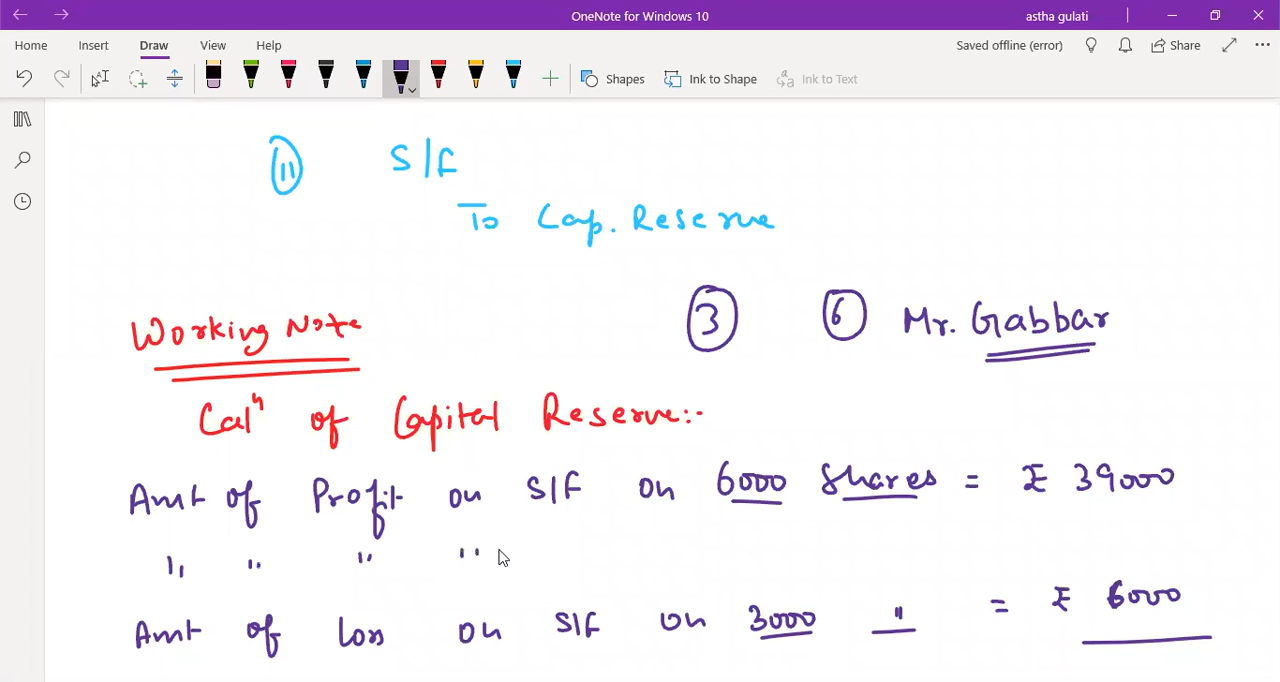 OneNote for Windows 10
astha gulati
Home Insert Draw View Help
Saved offline (error)
Share
Shapes
Ink to Shape
Ink to Text
11 S/F
To Cap. Reserve
3 6 Mr. Gabbar
Working Note
Calⁿ of Capital Reserve:-
Amt of Profit on S/F on 6000 Shares = ₹ 39000
" " " "
Amt of Loss on S/F on 3000 " = ₹ 6000